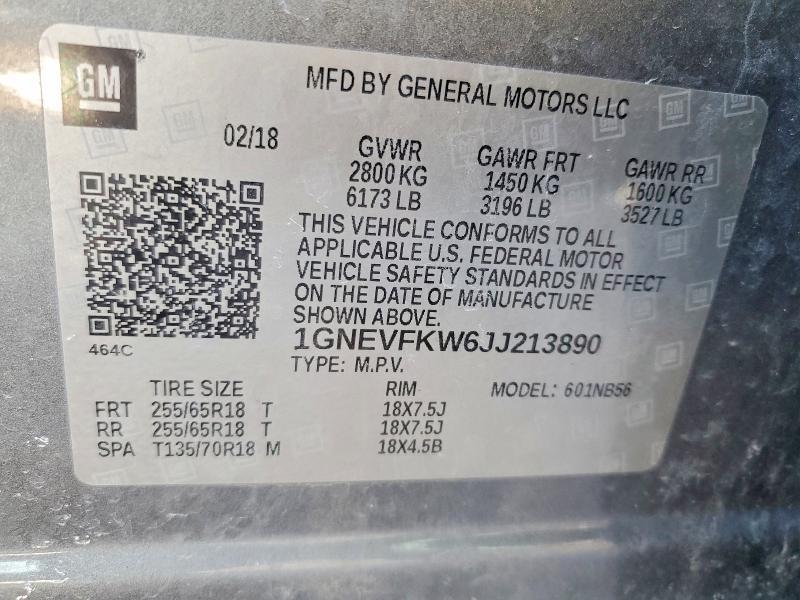 GM
MFD BY GENERAL MOTORS LLC
02/18
GVWR GAWR FRT GAWR RR
2800 KG 1450 KG 1600 KG
6173 LB 3196 LB 3527 LB
THIS VEHICLE CONFORMS TO ALL
APPLICABLE U.S. FEDERAL MOTOR
VEHICLE SAFETY STANDARDS IN EFFECT
ON THE DATE OF MANUFACTURE
SHOWN ABOVE.
464C
1GNEVFKW6JJ213890
TYPE: M.P.V.
TIRE SIZE RIM MODEL: 601NB56
FRT 255/65R18 T 18X7.5J
RR 255/65R18 T 18X7.5J
SPA T135/70R18 M 18X4.5B